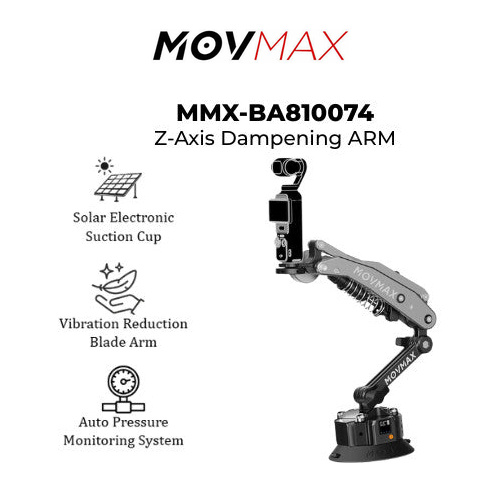 MOVMAX
MMX-BA810074
Z-Axis Dampening ARM
Solar Electronic
Suction Cup
Vibration Reduction
Blade Arm
Auto Pressure
Monitoring System
MOVMAX
MOVMAX
MOVMAX